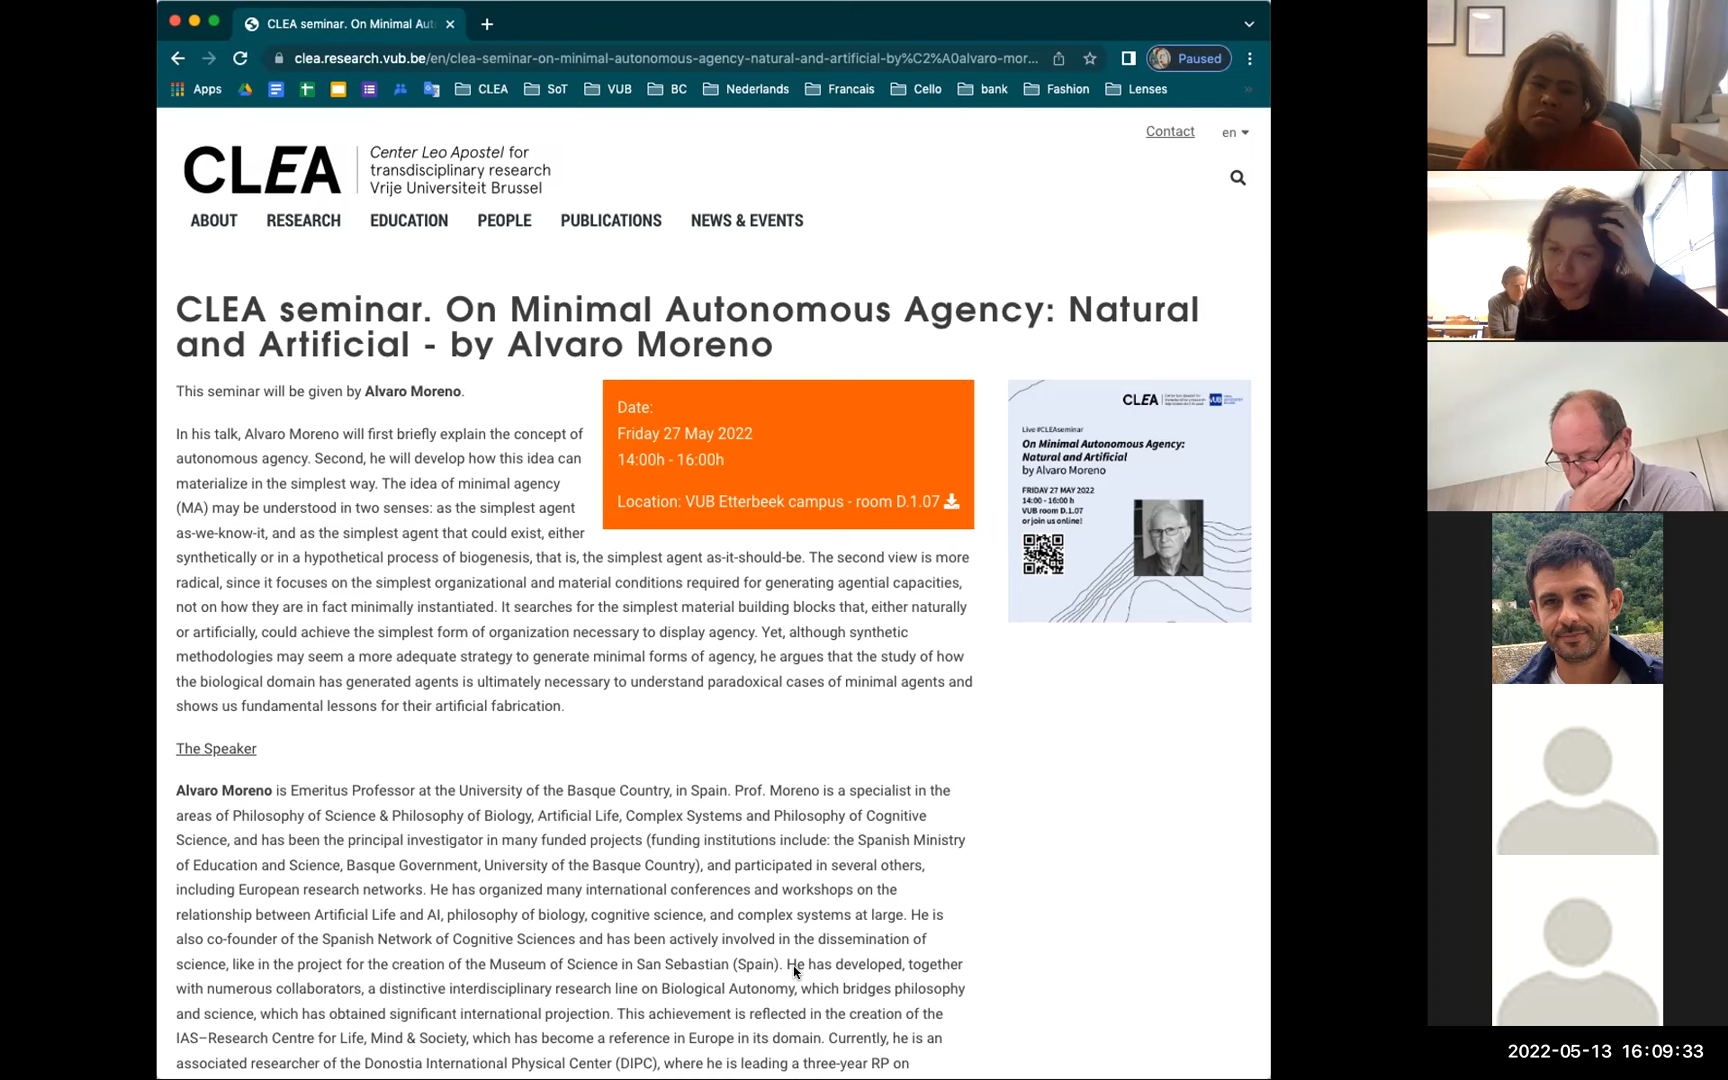 CLEA seminar. On Minimal Aut
clea.research.vub.be/en/clea-seminar-on-minimal-autonomous-agency-natural-and-artificial-by%C2%A0alvaro-mor...
Paused
Apps
CLEA
SoT
VUB
BC
Nederlands
Francais
Cello
bank
Fashion
Lenses
Contact
en
CLEA
Center Leo Apostel for
transdisciplinary research
Vrije Universiteit Brussel
ABOUT RESEARCH EDUCATION PEOPLE PUBLICATIONS NEWS & EVENTS
CLEA seminar. On Minimal Autonomous Agency: Natural
and Artificial - by Alvaro Moreno
This seminar will be given by Alvaro Moreno.
In his talk, Alvaro Moreno will first briefly explain the concept of
autonomous agency. Second, he will develop how this idea can
materialize in the simplest way. The idea of minimal agency
(MA) may be understood in two senses: as the simplest agent
as-we-know-it, and as the simplest agent that could exist, either
synthetically or in a hypothetical process of biogenesis, that is, the simplest agent as-it-should-be. The second view is more
radical, since it focuses on the simplest organizational and material conditions required for generating agential capacities,
not on how they are in fact minimally instantiated. It searches for the simplest material building blocks that, either naturally
or artificially, could achieve the simplest form of organization necessary to display agency. Yet, although synthetic
methodologies may seem a more adequate strategy to generate minimal forms of agency, he argues that the study of how
the biological domain has generated agents is ultimately necessary to understand paradoxical cases of minimal agents and
shows us fundamental lessons for their artificial fabrication.
Date:
Friday 27 May 2022
14:00h - 16:00h
Location: VUB Etterbeek campus - room D.1.07
CLEA
VUB
Live #CLEAseminar
On Minimal Autonomous Agency:
Natural and Artificial
by Alvaro Moreno
FRIDAY 27 MAY 2022
14:00 - 16:00 h
VUB room D.1.07
or join us online!
The Speaker
Alvaro Moreno is Emeritus Professor at the University of the Basque Country, in Spain. Prof. Moreno is a specialist in the
areas of Philosophy of Science & Philosophy of Biology, Artificial Life, Complex Systems and Philosophy of Cognitive
Science, and has been the principal investigator in many funded projects (funding institutions include: the Spanish Ministry
of Education and Science, Basque Government, University of the Basque Country), and participated in several others,
including European research networks. He has organized many international conferences and workshops on the
relationship between Artificial Life and AI, philosophy of biology, cognitive science, and complex systems at large. He is
also co-founder of the Spanish Network of Cognitive Sciences and has been actively involved in the dissemination of
science, like in the project for the creation of the Museum of Science in San Sebastian (Spain). He has developed, together
with numerous collaborators, a distinctive interdisciplinary research line on Biological Autonomy, which bridges philosophy
and science, which has obtained significant international projection. This achievement is reflected in the creation of the
IAS–Research Centre for Life, Mind & Society, which has become a reference in Europe in its domain. Currently, he is an
associated researcher of the Donostia International Physical Center (DIPC), where he is leading a three-year RP on
2022-05-13 16:09:33